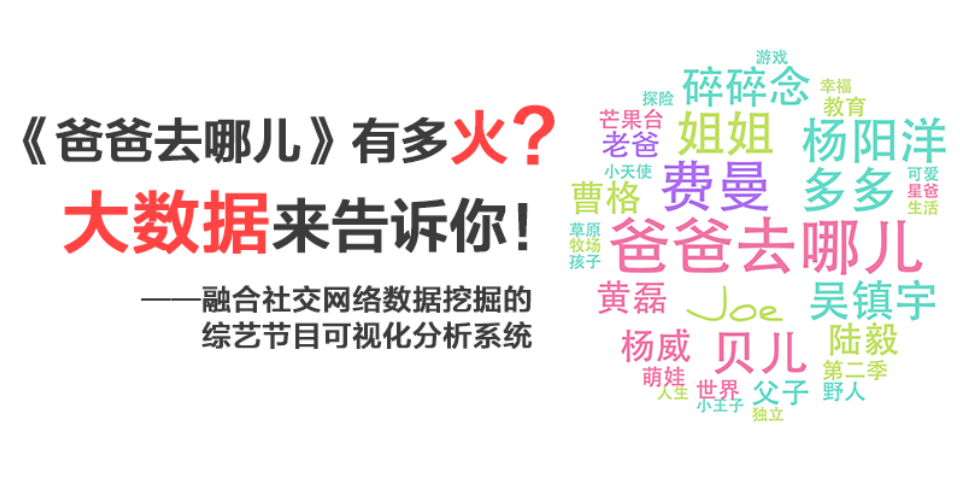 《爸爸去哪儿》有多火？
大数据来告诉你！
——融合社交网络数据挖掘的
综艺节目可视化分析系统
游戏
碎碎念
幸福
探险
教育
芒果台
姐姐
杨阳洋
老爸
小天使
费曼
多多
可爱
曹格
星爸
生活
草原
爸爸去哪儿
牧场
孩子
黄磊
Joe
吴镇宇
杨威
贝儿
陆毅
萌娃
第二季
人生
世界
父子
野人
小王子
独立